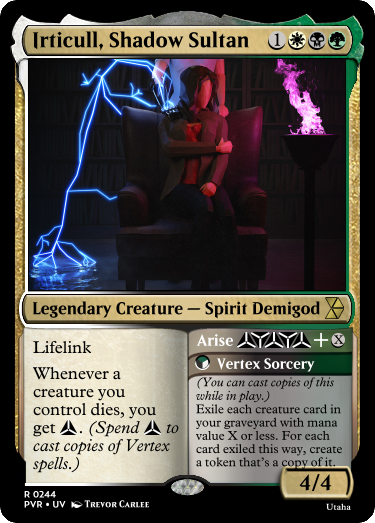 Irticull, Shadow Sultan
1
Legendary Creature — Spirit Demigod
Lifelink
Whenever a
creature you
control dies, you
get . (Spend to
cast copies of Vertex
spells.)
Arise + X
Vertex Sorcery
(You can cast copies of this
while in play.)
Exile each creature card in
your graveyard with mana
value X or less. For each
card exiled this way, create
a token that's a copy of it.
4/4
R 0244
PVR • UV Trevor Carlee
Utaha